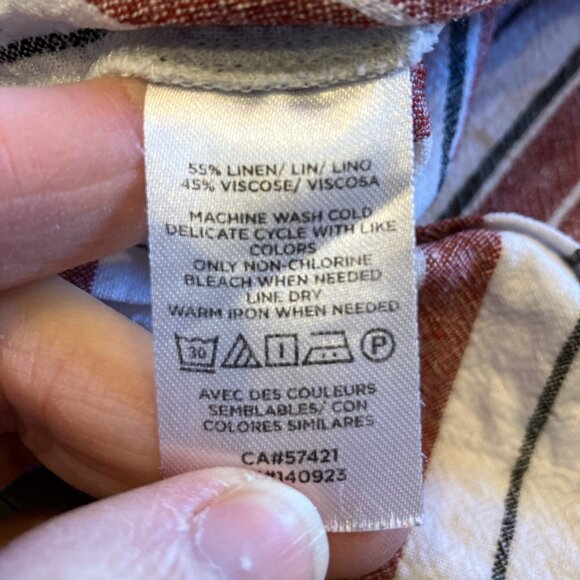 55% LINEN/ LIN/ LINO
45% VISCOSE/ VISCOSA
MACHINE WASH COLD
DELICATE CYCLE WITH LIKE
COLORS
ONLY NON-CHLORINE
BLEACH WHEN NEEDED
LINE DRY
WARM IRON WHEN NEEDED
30 P
AVEC DES COULEURS
SEMBLABLES/ CON
COLORES SIMILARES
CA#57421
#140923